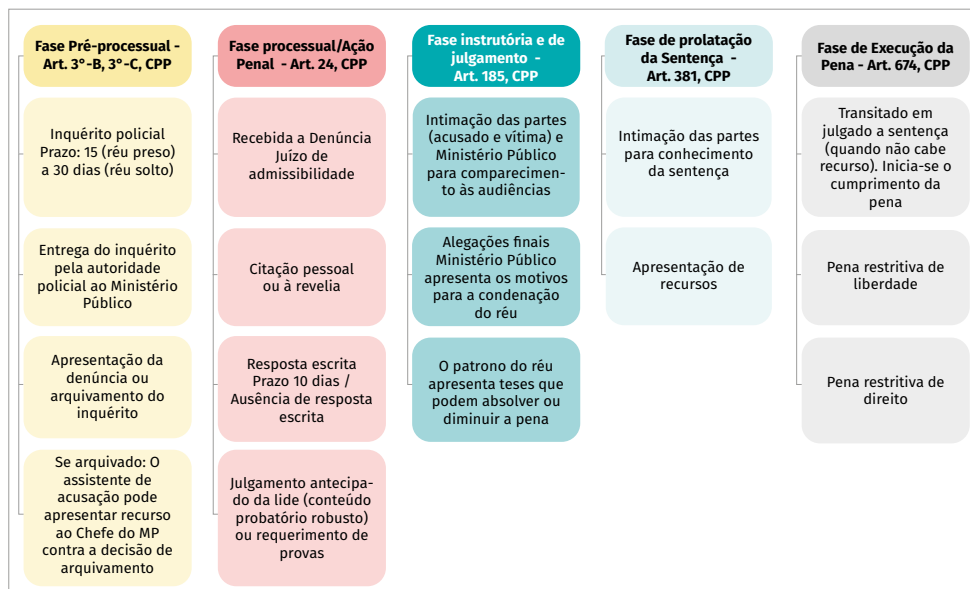 Fase Pré-processual -
Art. 3°-B, 3°-C, CPP
Inquérito policial
Prazo: 15 (réu preso)
a 30 dias (réu solto)
Entrega do inquérito
pela autoridade
policial ao Ministério
Público
Apresentação da
denúncia ou
arquivamento do
inquérito
Se arquivado: O
assistente de
acusação pode
apresentar recurso
ao Chefe do MP
contra a decisão de
arquivamento
Fase processual/Ação
Penal - Art. 24, CPP
Recebida a Denúncia
Juízo de
admissibilidade
Citação pessoal
ou à revelia
Resposta escrita
Prazo 10 dias /
Ausência de resposta
escrita
Julgamento antecipa-
do da lide (conteúdo
probatório robusto)
ou requerimento de
provas
Fase instrutória e de
julgamento -
Art. 185, CPP
Intimação das partes
(acusado e vítima) e
Ministério Público
para comparecimen-
to às audiências
Alegações finais
Ministério Público
apresenta os motivos
para a condenação
do réu
O patrono do réu
apresenta teses que
podem absolver ou
diminuir a pena
Fase de prolatação
da Sentença -
Art. 381, CPP
Intimação das partes
para conhecimento
da sentença
Apresentação de
recursos
Fase de Execução da
Pena - Art. 674, CPP
Transitado em
julgado a sentença
(quando não cabe
recurso). Inicia-se o
cumprimento da
pena
Pena restritiva de
liberdade
Pena restritiva de
direito